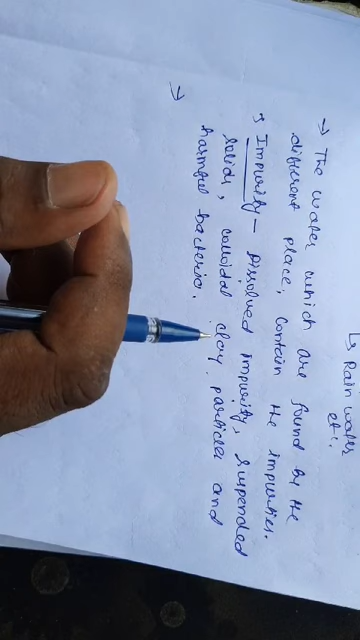 ↳ Rain water
etc.
→ The water which are found by the
different place, contain the impurities.
↳ Impurity - Dissolved impurity, suspended
solids, colloidal clay particles and
harmful bacteria.
→